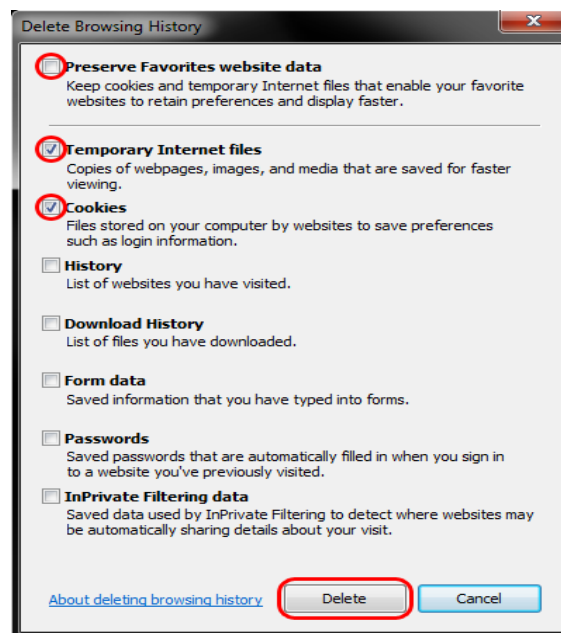 Delete Browsing History
Preserve Favorites website data
Keep cookies and temporary Internet files that enable your favorite
websites to retain preferences and display faster.
Temporary Internet files
Copies of webpages, images, and media that are saved for faster
viewing.
Cookies
Files stored on your computer by websites to save preferences
such as login information.
History
List of websites you have visited.
Download History
List of files you have downloaded.
Form data
Saved information that you have typed into forms.
Passwords
Saved passwords that are automatically filled in when you sign in
to a website you've previously visited.
InPrivate Filtering data
Saved data used by InPrivate Filtering to detect where websites may
be automatically sharing details about your visit.
About deleting browsing history Delete Cancel